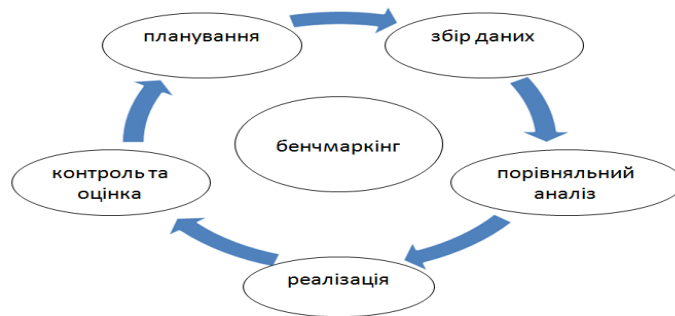 планування
збір даних
бенчмаркінг
контроль та
оцінка
порівняльний
аналіз
реалізація